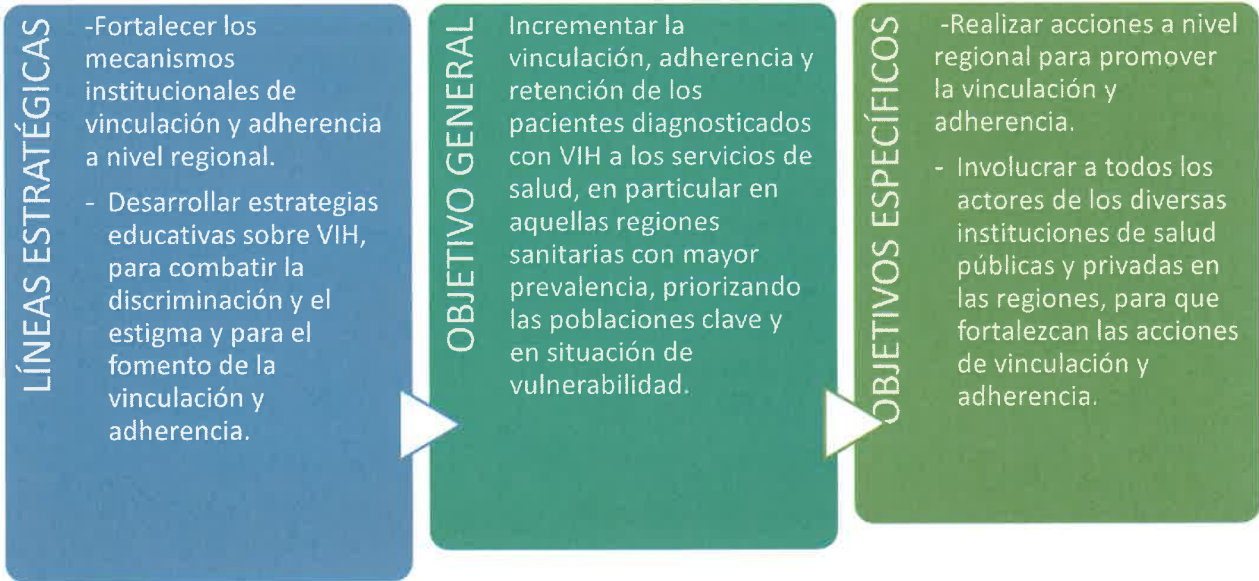 LÍNEAS ESTRATÉGICAS
-Fortalecer los
mecanismos
institucionales de
vinculación y adherencia
a nivel regional.
- Desarrollar estrategias
educativas sobre VIH,
para combatir la
discriminación y el
estigma y para el
fomento de la
vinculación y
adherencia.
OBJETIVO GENERAL
Incrementar la
vinculación, adherencia y
retención de los
pacientes diagnosticados
con VIH a los servicios de
salud, en particular en
aquellas regiones
sanitarias con mayor
prevalencia, priorizando
las poblaciones clave y
en situación de
vulnerabilidad.
OBJETIVOS ESPECÍFICOS
-Realizar acciones a nivel
regional para promover
la vinculación y
adherencia.
- Involucrar a todos los
actores de los diversas
instituciones de salud
públicas y privadas en
las regiones, para que
fortalezcan las acciones
de vinculación y
adherencia.